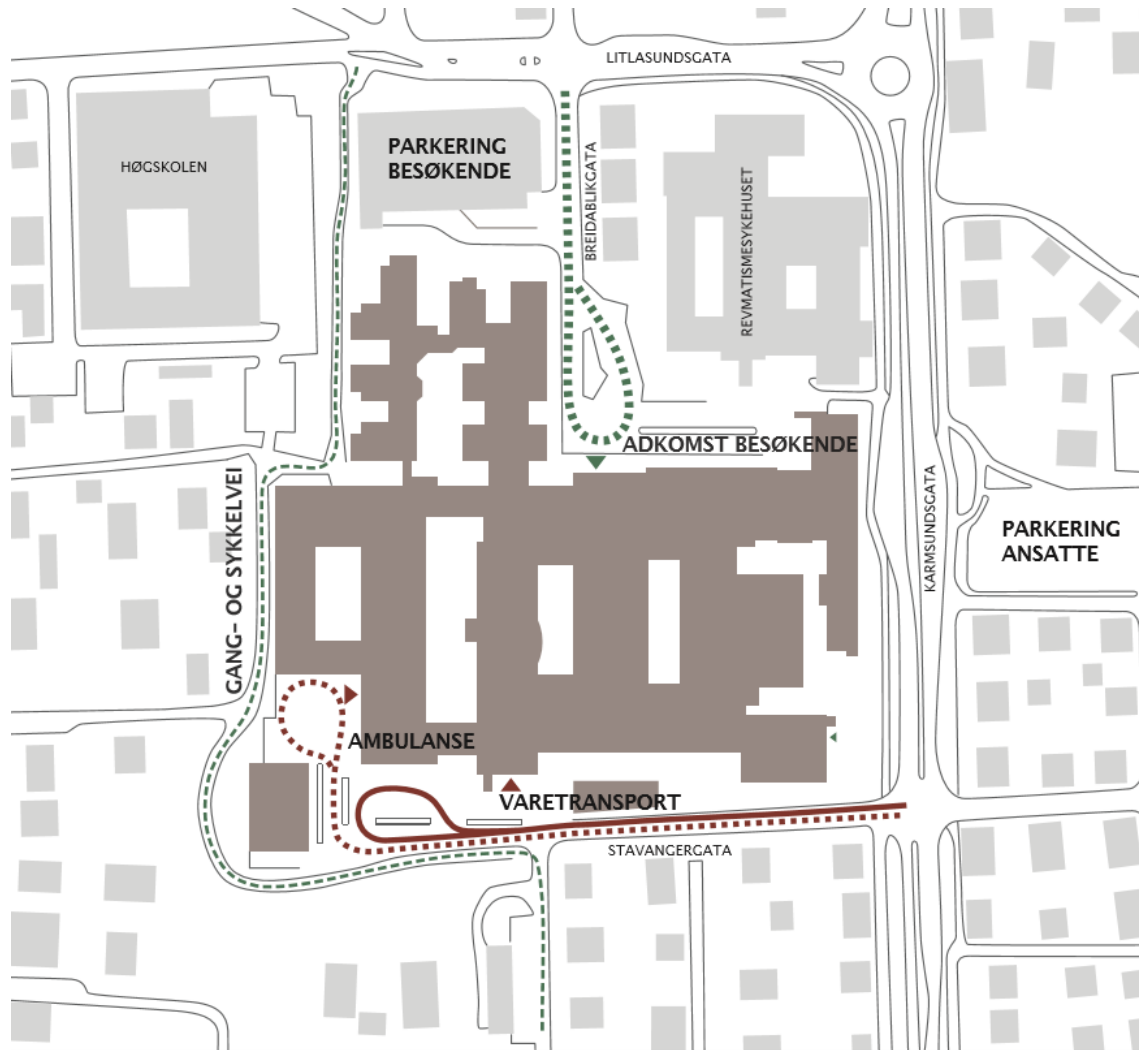 LITLASUNDSGATA
PARKERING
BESØKENDE
HØGSKOLEN
BREIDABLIKGATA
REVMATISMESYKEHUSET
ADKOMST BESØKENDE
KARMSUNDSGATA
PARKERING
ANSATTE
GANG- OG SYKKELVEI
AMBULANSE
VARETRANSPORT
STAVANGERGATA